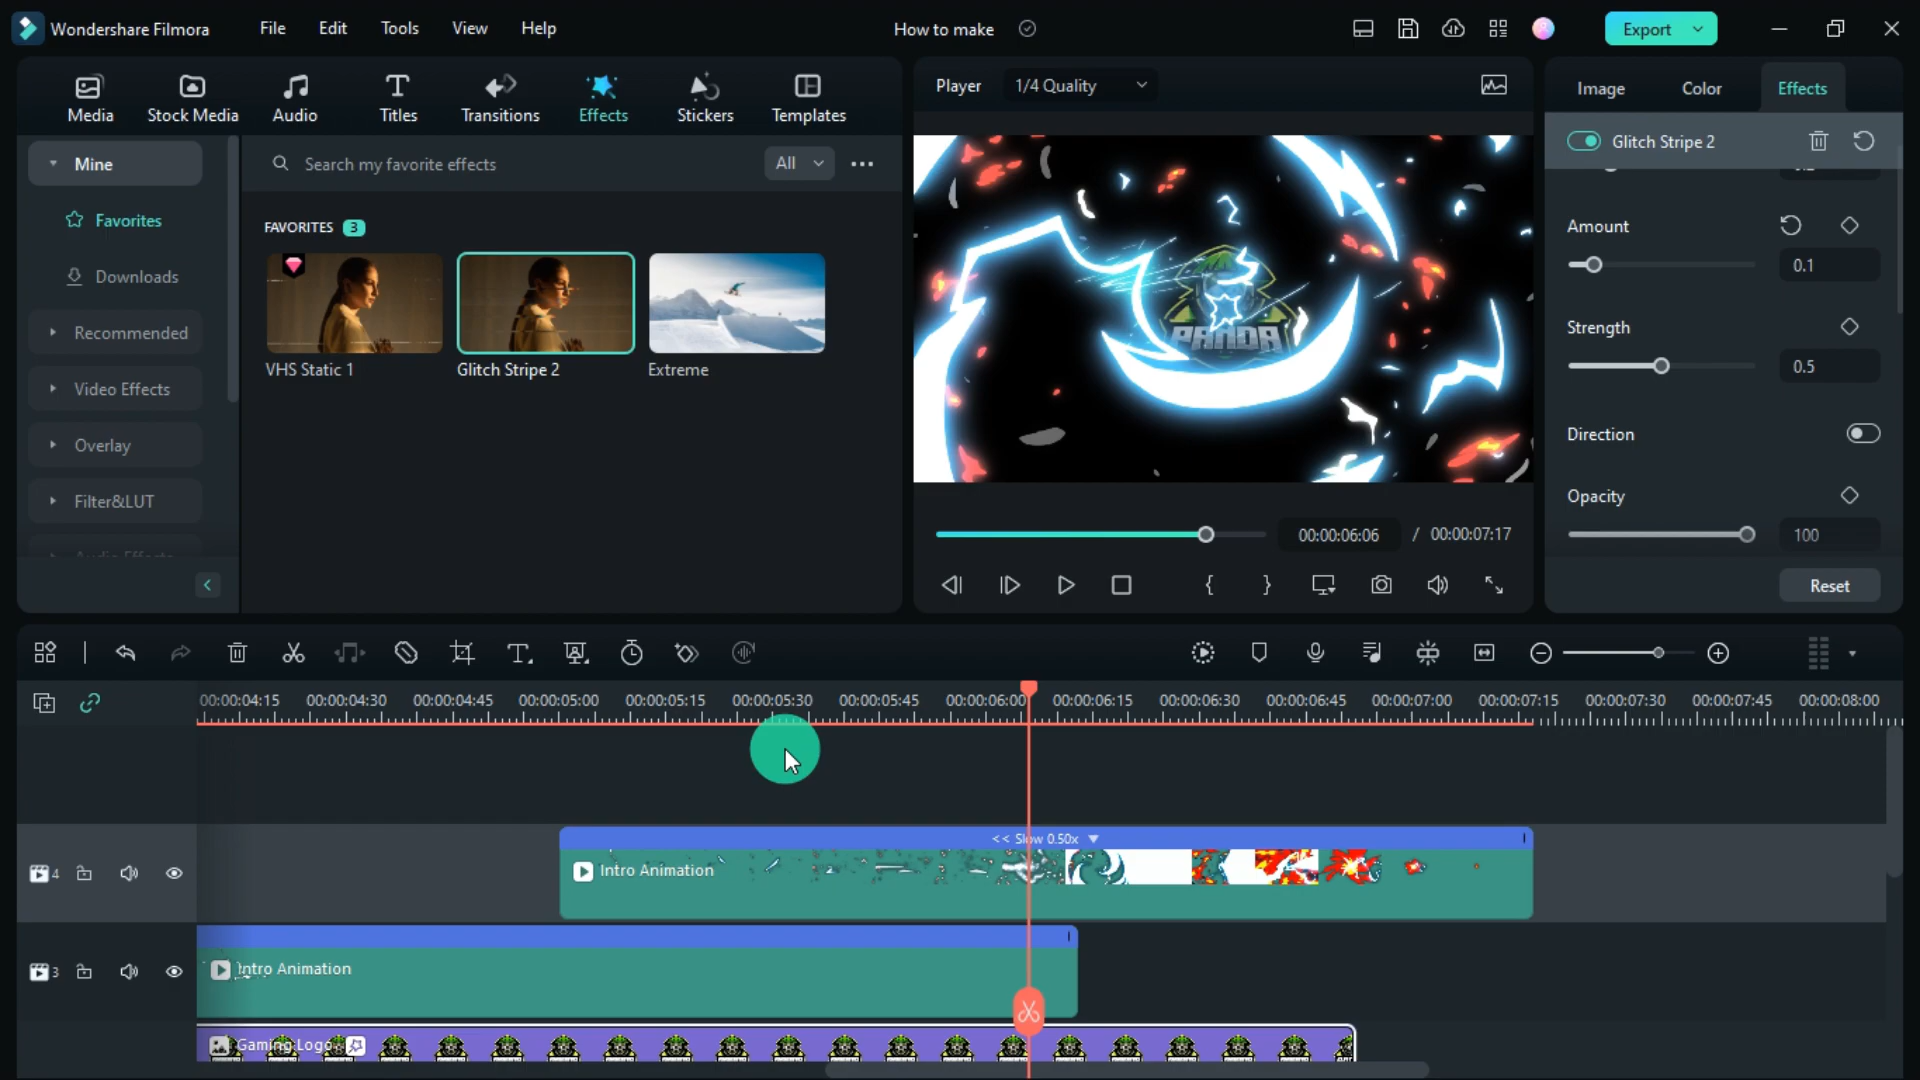 Wondershare Filmora
File
Edit
Tools
View
Help
How to make
Export
Media
Stock Media
Audio
Titles
Transitions
Effects
Stickers
Templates
Player
1/4 Quality
Image
Color
Effects
Mine
Search my favorite effects
All
Glitch Stripe 2
Favorites
FAVORITES 3
Amount
0.1
Downloads
Recommended
Strength
0.5
VHS Static 1
Glitch Stripe 2
Extreme
PANDA
Video Effects
Overlay
Direction
Filter&LUT
Opacity
100
00:00:06:06 / 00:00:07:17
Audio Effects
Reset
00:00:04:15
00:00:04:30
00:00:04:45
00:00:05:00
00:00:05:15
00:00:05:30
00:00:05:45
00:00:06:00
00:00:06:15
00:00:06:30
00:00:06:45
00:00:07:00
00:00:07:15
00:00:07:30
00:00:07:45
00:00:08:00
<< Slow 0.50x
4
Intro Animation
3
Intro Animation
Gaming Logo